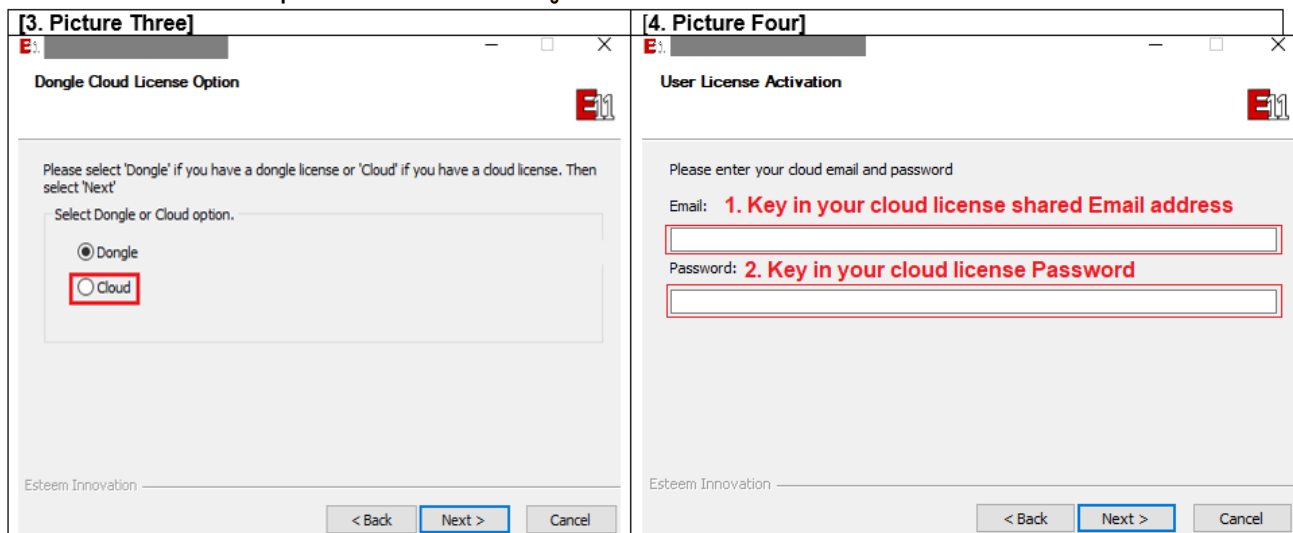 [3. Picture Three]
Dongle Cloud License Option
E11
Please select 'Dongle' if you have a dongle license or 'Cloud' if you have a cloud license. Then
select 'Next'
Select Dongle or Cloud option.
Dongle
Cloud
Esteem Innovation
< Back Next > Cancel
[4. Picture Four]
User License Activation
E11
Please enter your cloud email and password
Email: 1. Key in your cloud license shared Email address
Password: 2. Key in your cloud license Password
Esteem Innovation
< Back Next > Cancel